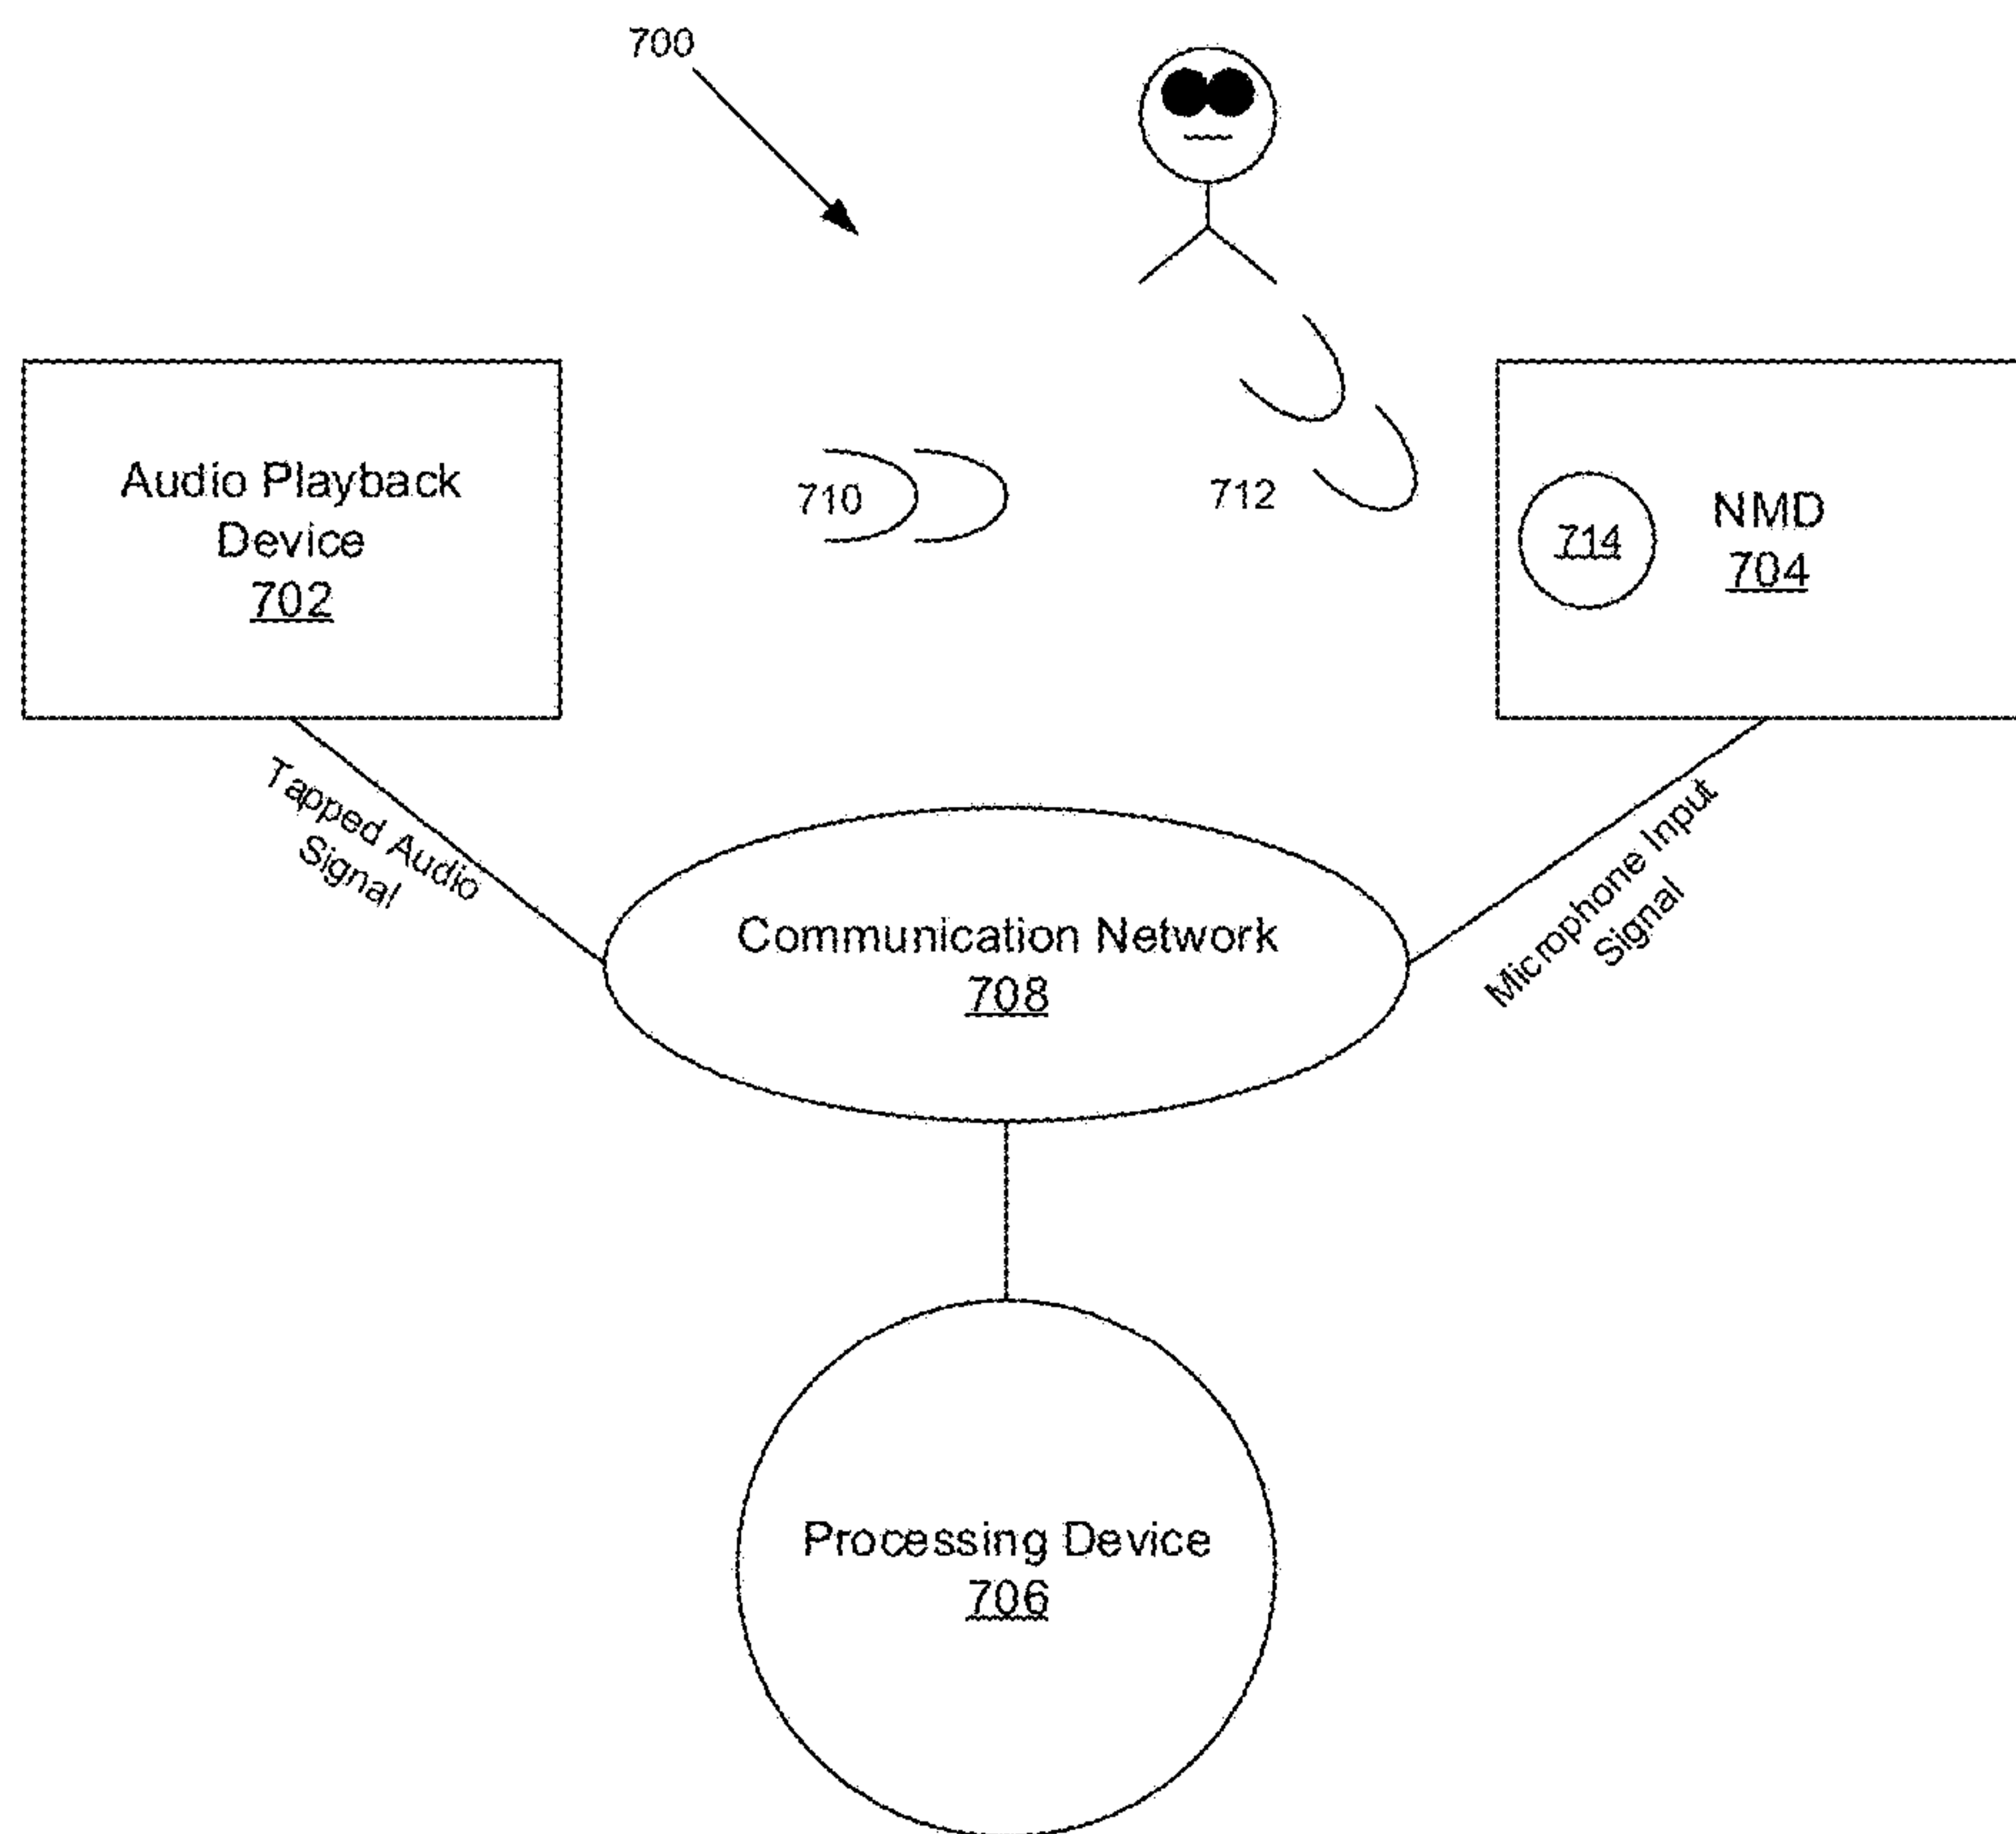 700
Audio Playback
Device
702
710
712
714
NMD
704
Tapped Audio
Signal
Microphone Input
Signal
Communication Network
708
Processing Device
706